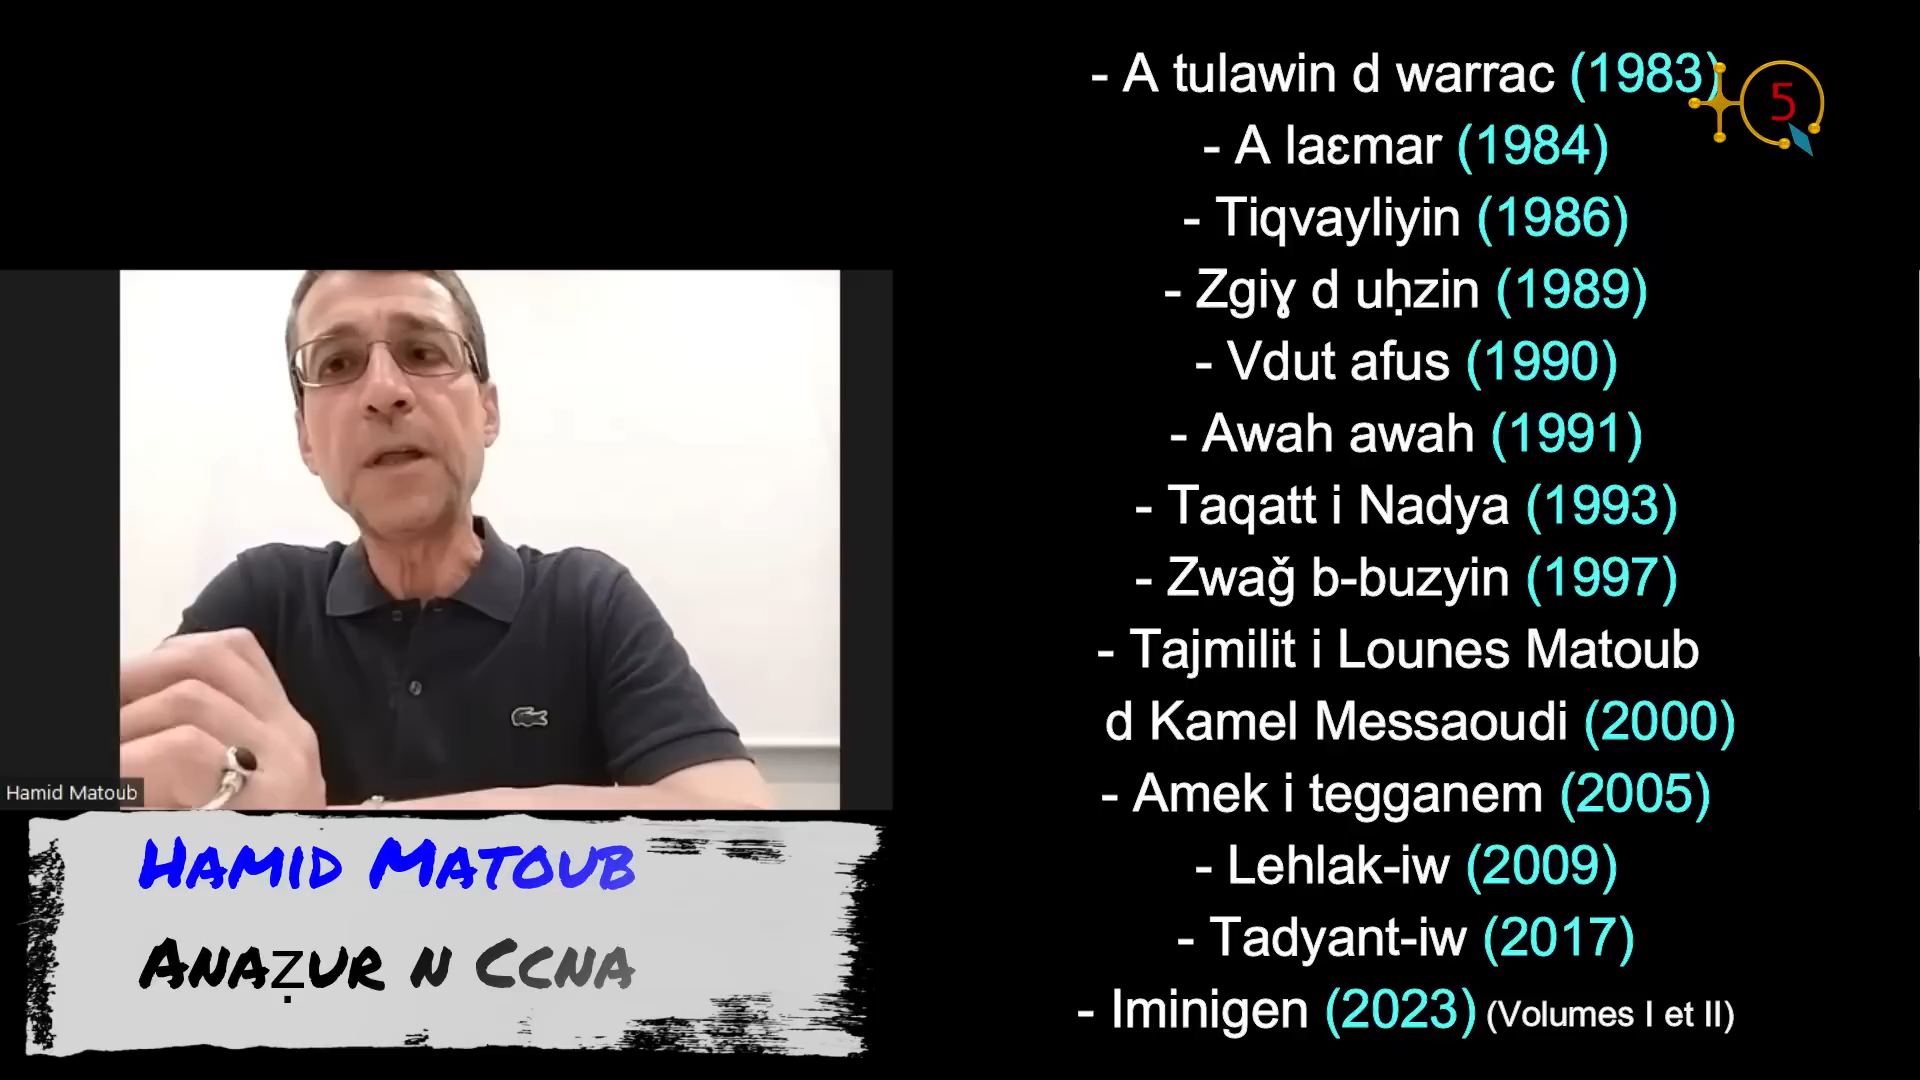 - A tulawin d warrac (1983)
5
- A laɛmar (1984)
- Tiqvayliyin (1986)
- Zgiɣ d uḥzin (1989)
- Vdut afus (1990)
- Awah awah (1991)
- Taqatt i Nadya (1993)
- Zwaǧ b-buzyin (1997)
- Tajmilit i Lounes Matoub
d Kamel Messaoudi (2000)
- Amek i tegganem (2005)
- Lehlak-iw (2009)
- Tadyant-iw (2017)
- Iminigen (2023) (Volumes I et II)
Hamid Matoub
Hamid Matoub
Anaẓur n Ccna